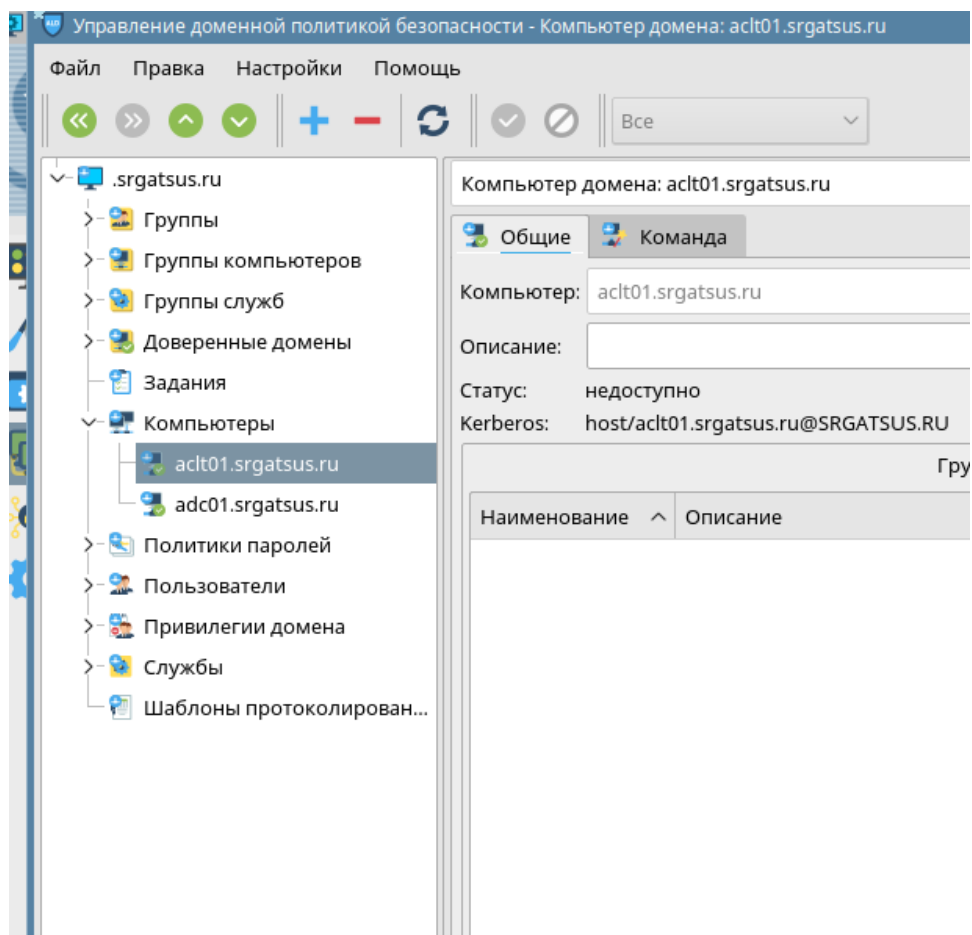 Управление доменной политикой безопасности - Компьютер домена: aclt01.srgatsus.ru
Файл Правка Настройки Помощь
Все
.srgatsus.ru
Группы
Группы компьютеров
Группы служб
Доверенные домены
Задания
Компьютеры
aclt01.srgatsus.ru
adc01.srgatsus.ru
Политики паролей
Пользователи
Привилегии домена
Службы
Шаблоны протоколирован...
Компьютер домена: aclt01.srgatsus.ru
Общие Команда
Компьютер: aclt01.srgatsus.ru
Описание:
Статус: недоступно
Kerberos: host/aclt01.srgatsus.ru@SRGATSUS.RU
Гру
Наименование Описание